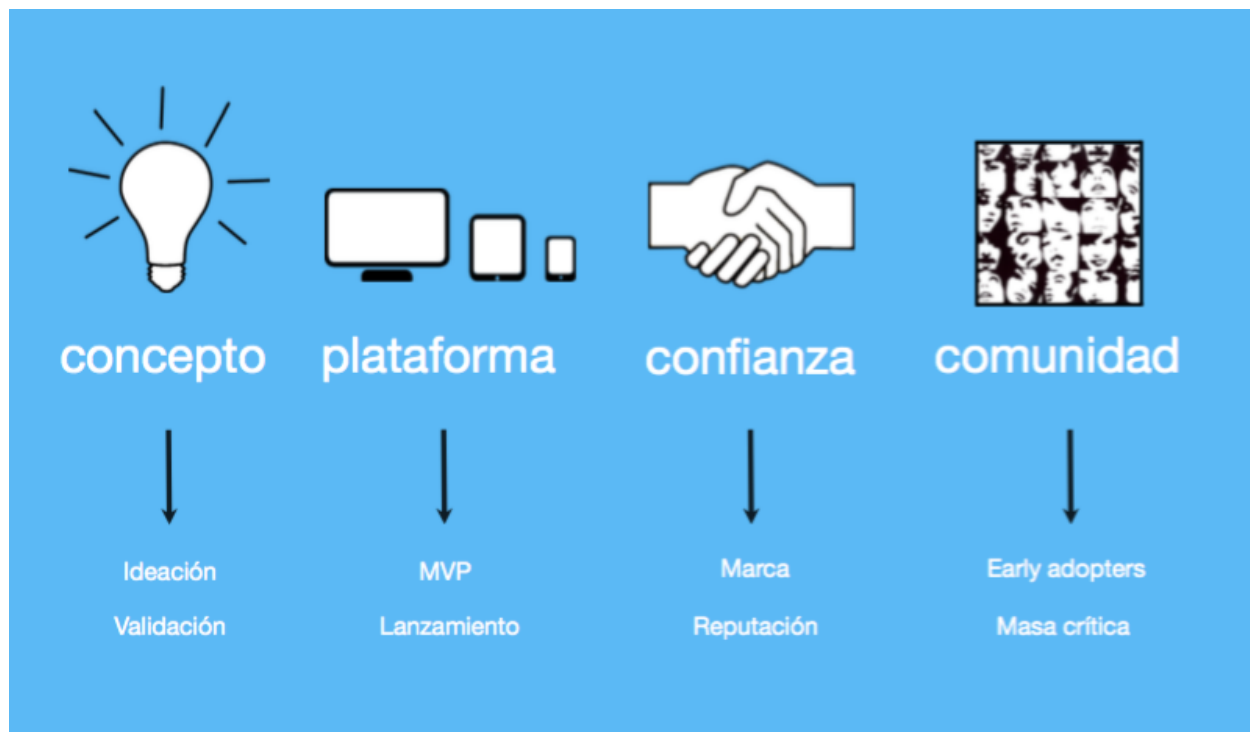 concepto plataforma confianza comunidad
Ideación MVP Marca Early adopters
Validación Lanzamiento Reputación Masa crítica